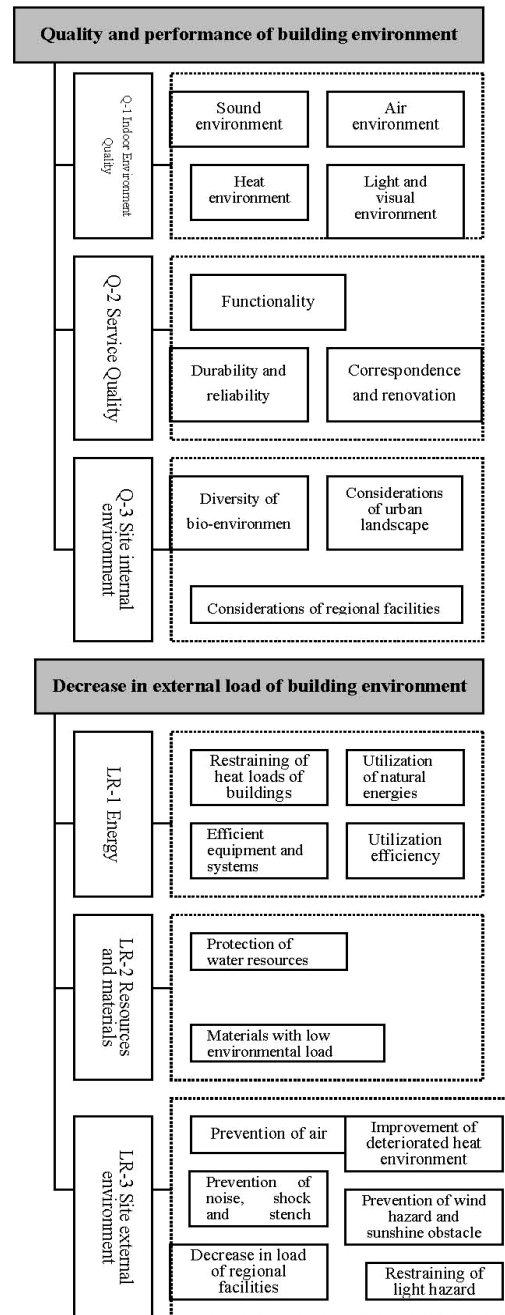 Quality and performance of building environment
Q-1 Indoor Environment
Quality
Sound
environment
Air
environment
Heat
environment
Light and
visual
environment
Q-2 Service Quality
Functionality
Durability and
reliability
Correspondence
and renovation
Q-3 Site internal
environment
Diversity of
bio-environmen
Considerations
of urban
landscape
Considerations of regional facilities
Decrease in external load of building environment
LR-1 Energy
Restraining of
heat loads of
buildings
Utilization
of natural
energies
Efficient
equipment and
systems
Utilization
efficiency
LR-2 Resources
and materials
Protection of
water resources
Materials with low
environmental load
LR-3 Site external
environment
Prevention of air
Improvement of
deteriorated heat
environment
Prevention of
noise, shock
and stench
Prevention of wind
hazard and
sunshine obstacle
Decrease in load
of regional
facilities
Restraining of
light hazard